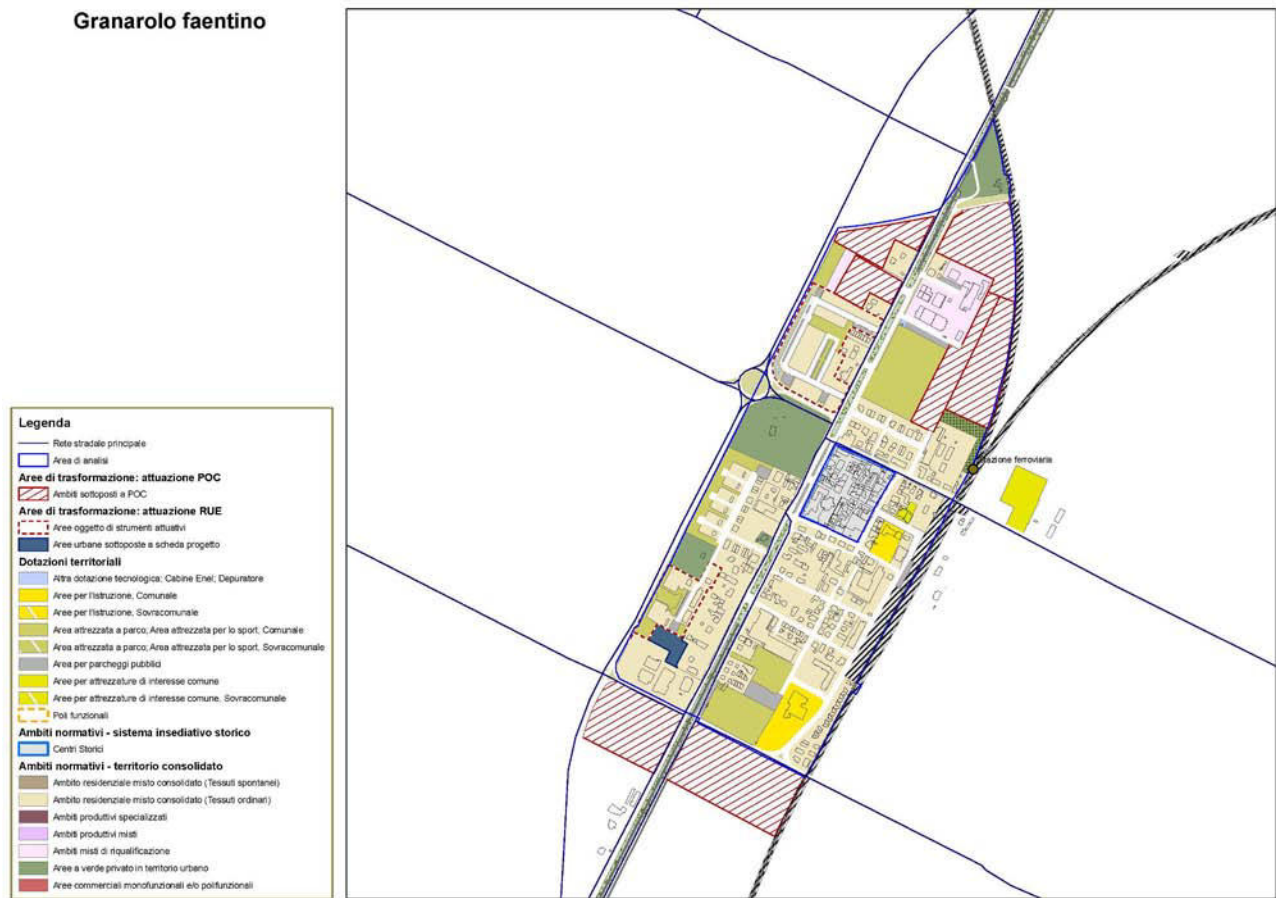 Granarolo faentino
Stazione ferroviaria
Legenda
Rete stradale principale
Area di analisi
Aree di trasformazione: attuazione POC
Ambiti sottoposti a POC
Aree di trasformazione: attuazione RUE
Aree oggetto di strumenti attuativi
Aree urbane sottoposte a scheda progetto
Dotazioni territoriali
Altra dotazione tecnologica: Cabine Enel; Depuratore
Aree per l'istruzione, Comunale
Aree per l'istruzione, Sovracomunale
Area attrezzata a parco; Area attrezzata per lo sport, Comunale
Area attrezzata a parco; Area attrezzata per lo sport, Sovracomunale
Area per parcheggi pubblici
Aree per attrezzature di interesse comune
Aree per attrezzature di interesse comune, Sovracomunale
Poli funzionali
Ambiti normativi - sistema insediativo storico
Centri Storici
Ambiti normativi - territorio consolidato
Ambito residenziale misto consolidato (Tessuti spontanei)
Ambito residenziale misto consolidato (Tessuti ordinari)
Ambiti produttivi specializzati
Ambiti produttivi misti
Ambiti misti di riqualificazione
Aree a verde privato in territorio urbano
Aree commerciali monofunzionali e/o polifunzionali